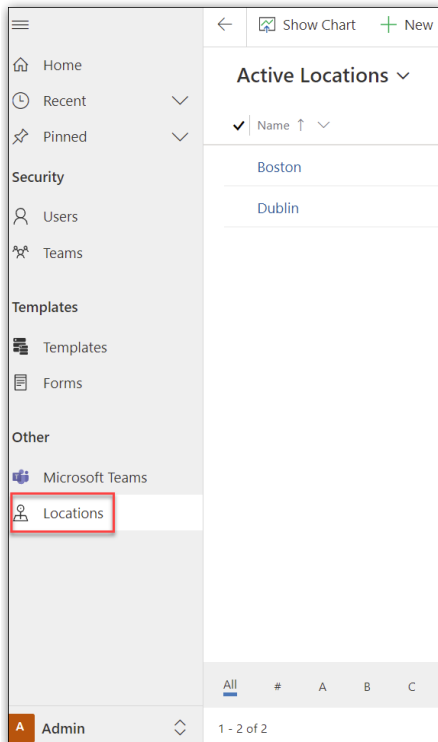 Show Chart
New
Home
Recent
Pinned
Security
Users
Teams
Templates
Templates
Forms
Other
Microsoft Teams
Locations
A Admin
Active Locations
Name ↑
Boston
Dublin
All # A B C
1 - 2 of 2